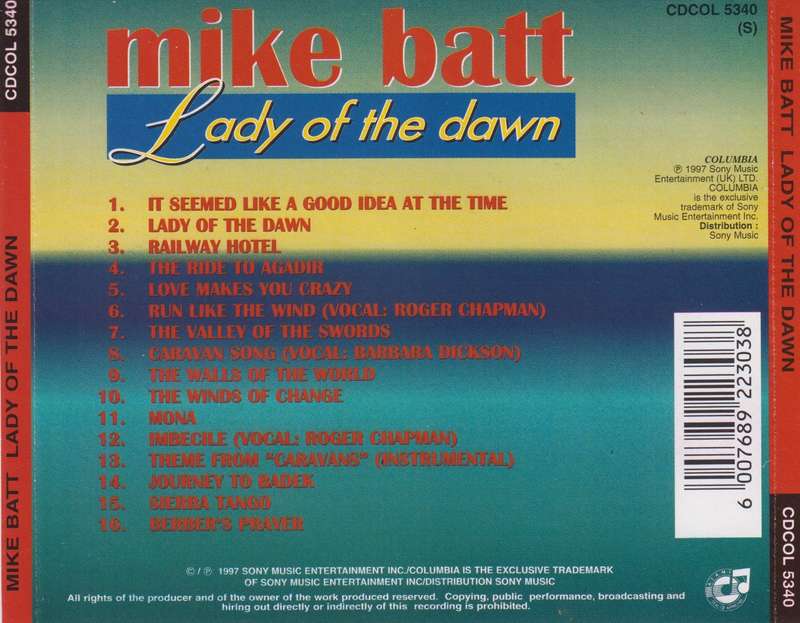 CDCOL 5340
MIKE BATT LADY OF THE DAWN
mike batt
Lady of the dawn
CDCOL 5340
(S)
COLUMBIA
℗ 1997 Sony Music
Entertainment (UK) LTD.
COLUMBIA
is the exclusive
trademark of Sony
Music Entertainment Inc.
Distribution :
Sony Music
1. IT SEEMED LIKE A GOOD IDEA AT THE TIME
2. LADY OF THE DAWN
3. RAILWAY HOTEL
4. THE RIDE TO AGADIR
5. LOVE MAKES YOU CRAZY
6. RUN LIKE THE WIND (VOCAL: ROGER CHAPMAN)
7. THE VALLEY OF THE SWORDS
8. CARAVAN SONG (VOCAL: BARBARA DICKSON)
9. THE WALLS OF THE WORLD
10. THE WINDS OF CHANGE
11. MONA
12. IMBECILE (VOCAL: ROGER CHAPMAN)
13. THEME FROM "CARAVANS" (INSTRUMENTAL)
14. JOURNEY TO BADEK
15. SIERRA TANGO
16. BERBER'S PRAYER
6 007689 223038
© / ℗ 1997 SONY MUSIC ENTERTAINMENT INC./COLUMBIA IS THE EXCLUSIVE TRADEMARK
OF SONY MUSIC ENTERTAINMENT INC/DISTRIBUTION SONY MUSIC
All rights of the producer and of the owner of the work produced reserved. Copying, public performance, broadcasting and
hiring out directly or indirectly of this recording is prohibited.
MIKE BATT LADY OF THE DAWN
CDCOL 5340